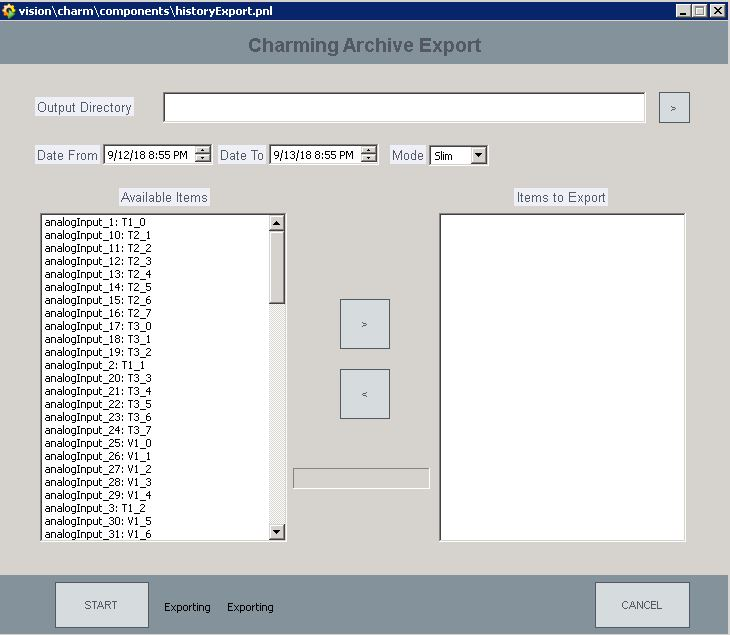 vision\charm\components\historyExport.pnl
Charming Archive Export
Output Directory
>
Date From 9/12/18 8:55 PM Date To 9/13/18 8:55 PM Mode Slim
Available Items
Items to Export
analogInput_1: T1_0
analogInput_10: T2_1
analogInput_11: T2_2
analogInput_12: T2_3
analogInput_13: T2_4
analogInput_14: T2_5
analogInput_15: T2_6
analogInput_16: T2_7
analogInput_17: T3_0
analogInput_18: T3_1
analogInput_19: T3_2
analogInput_2: T1_1
analogInput_20: T3_3
analogInput_21: T3_4
analogInput_22: T3_5
analogInput_23: T3_6
analogInput_24: T3_7
analogInput_25: V1_0
analogInput_26: V1_1
analogInput_27: V1_2
analogInput_28: V1_3
analogInput_29: V1_4
analogInput_3: T1_2
analogInput_30: V1_5
analogInput_31: V1_6
>
<
START Exporting Exporting CANCEL